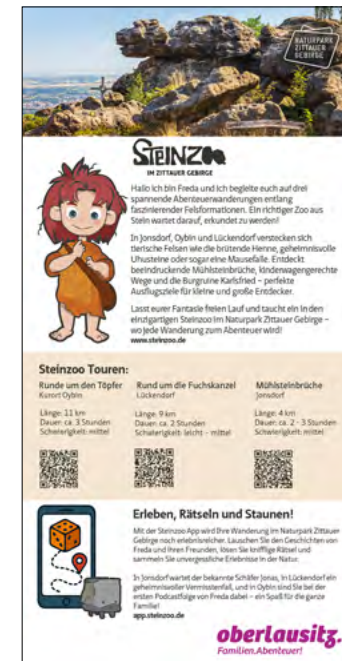 NATURPARK
ZITTAUER
GEBIRGE
STEINZOO
IM ZITTAUER GEBIRGE
Hallo ich bin Freda und ich begleite euch auf drei
spannende Abenteuerwanderungen entlang
faszinierender Felsformationen. Ein richtiger Zoo aus
Stein wartet darauf, erkundet zu werden!
In Jonsdorf, Oybin und Lückendorf verstecken sich
tierische Felsen wie die brütende Henne, geheimnisvolle
Uhusteine oder sogar eine Mausefalle. Entdeckt
beeindruckende Mühlsteinbrüche, kinderwagengerechte
Wege und die Burgruine Karlsfried – perfekte
Ausflugsziele für kleine und große Entdecker.
Lasst eurer Fantasie freien Lauf und taucht ein in den
einzigartigen Steinzoo im Naturpark Zittauer Gebirge –
wo jede Wanderung zum Abenteuer wird!
www.steinzoo.de
Steinzoo Touren:
Runde um den Töpfer
Kurort Oybin
Länge: 11 km
Dauer: ca. 3 Stunden
Schwierigkeit: mittel
Rund um die Fuchskanzel
Lückendorf
Länge: 9 km
Dauer: ca. 2 Stunden
Schwierigkeit: leicht – mittel
Mühlsteinbrüche
Jonsdorf
Länge: 4 km
Dauer: ca. 2 - 3 Stunden
Schwierigkeit: mittel
Erleben, Rätseln und Staunen!
Mit der Steinzoo App wird Ihre Wanderung im Naturpark Zittauer
Gebirge noch erlebnisreicher. Lauschen Sie den Geschichten von
Freda und ihren Freunden, lösen Sie knifflige Rätsel und
sammeln Sie unvergessliche Erlebnisse in der Natur.
In Jonsdorf wartet der bekannte Schäfer Jonas, in Lückendorf ein
geheimnisvoller Vermisstenfall, und in Oybin sind Sie bei der
ersten Podcastfolge von Freda dabei – ein Spaß für die ganze
Familie!
app.steinzoo.de
oberlausitz.
Familien.Abenteuer!